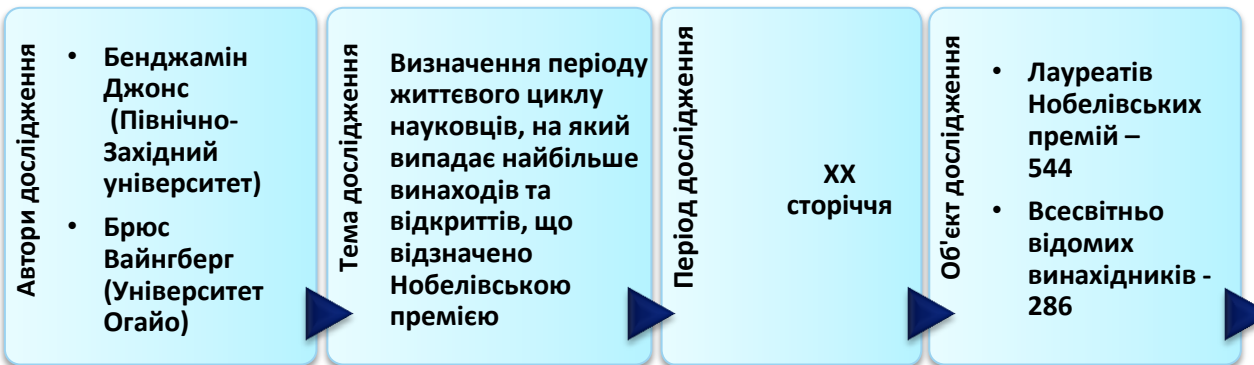 Автори дослідження
• Бенджамін
Джонс
(Північно-
Західний
університет)
• Брюс
Вайнгберг
(Університет
Огайо)
Тема дослідження
Визначення періоду
життєвого циклу
науковців, на який
випадає найбільше
винаходів та
відкриттів, що
відзначено
Нобелівською
премією
Період дослідження
ХХ
сторіччя
Об'єкт дослідження
• Лауреатів
Нобелівських
премій –
544
• Всесвітньо
відомих
винахідників -
286